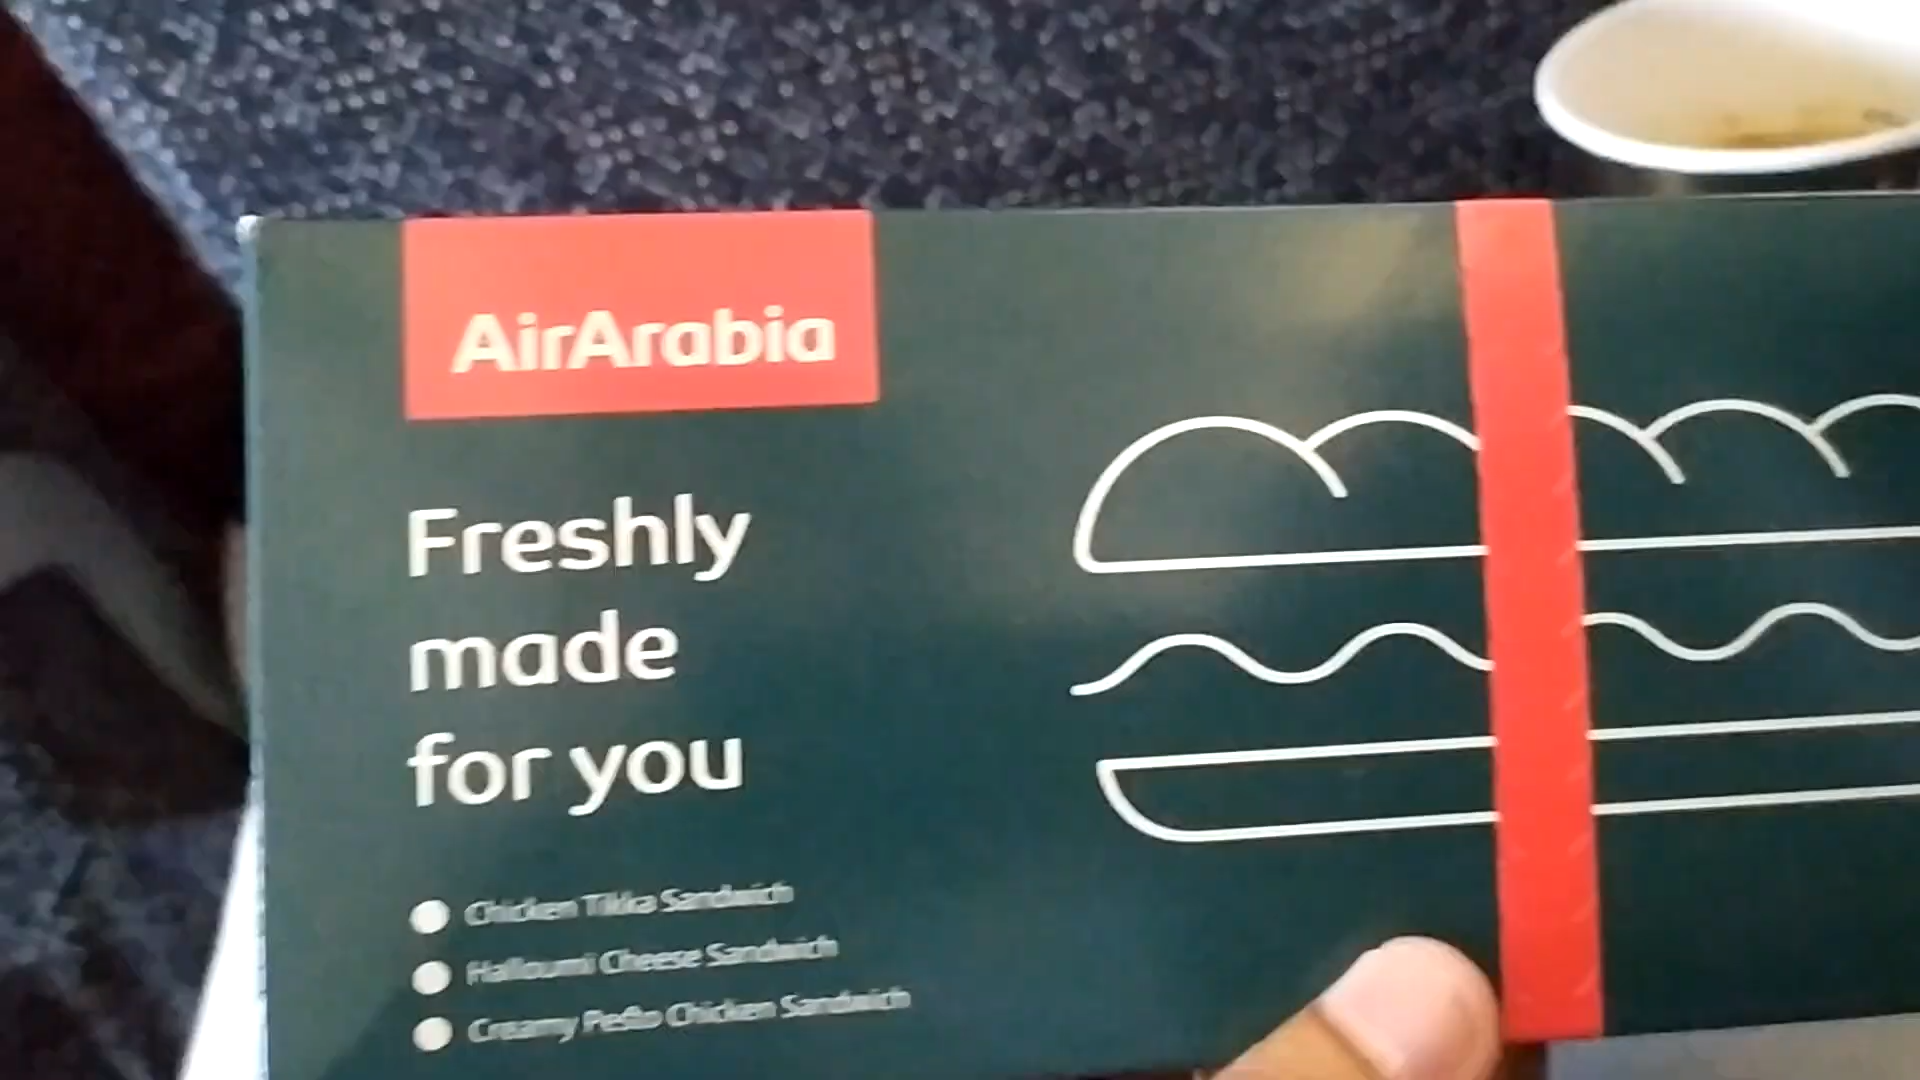 AirArabia
Freshly
made
for you
Chicken Tikka Sandwich
Halloumi Cheese Sandwich
Creamy Pesto Chicken Sandwich